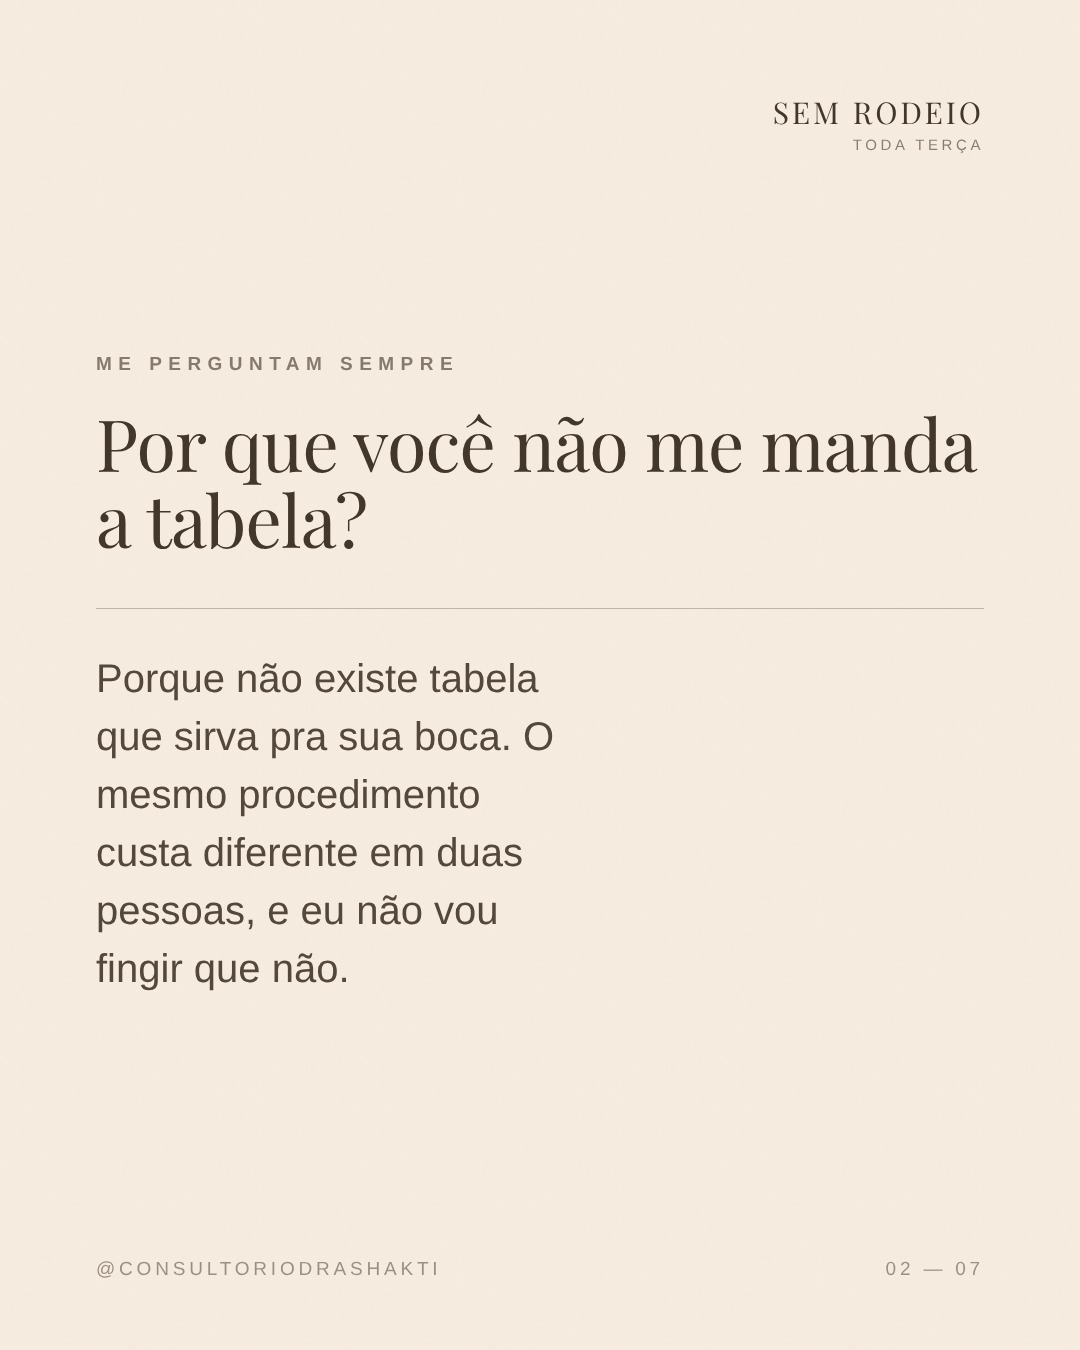 SEM RODEIO
TODA TERÇA
ME PERGUNTAM SEMPRE
Por que você não me manda
a tabela?
Porque não existe tabela
que sirva pra sua boca. O
mesmo procedimento
custa diferente em duas
pessoas, e eu não vou
fingir que não.
@CONSULTORIODRASHAKTI
02 — 07